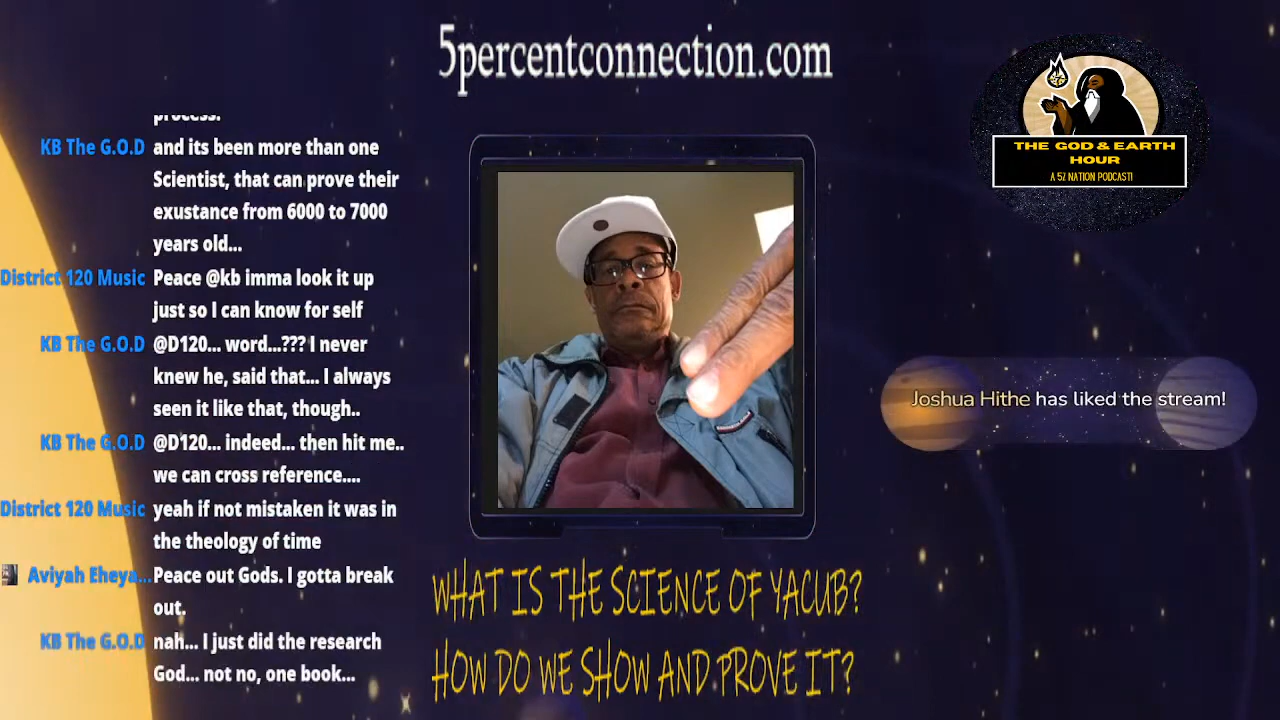 5percentconnection.com
process.
KB The G.O.D and its been more than one
Scientist, that can prove their
exustance from 6000 to 7000
years old...
District 120 Music Peace @kb imma look it up
just so I can know for self
KB The G.O.D @D120... word...??? I never
knew he, said that... I always
seen it like that, though..
KB The G.O.D @D120... indeed... then hit me..
we can cross reference....
District 120 Music yeah if not mistaken it was in
the theology of time
Aviyah Eheya... Peace out Gods. I gotta break
out.
KB The G.O.D nah... I just did the research
God... not no, one book...
THE GOD & EARTH
HOUR
A 5% NATION PODCAST!
Joshua Hithe has liked the stream!
WHAT IS THE SCIENCE OF YACUB?
HOW DO WE SHOW AND PROVE IT?